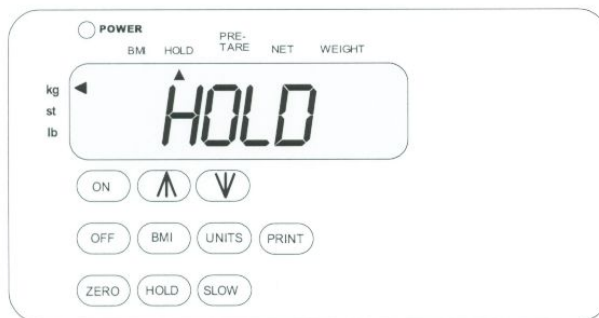 POWER
BMI HOLD PRE-TARE NET WEIGHT
kg
st
lb
HOLD
ON
OFF BMI UNITS PRINT
ZERO HOLD SLOW